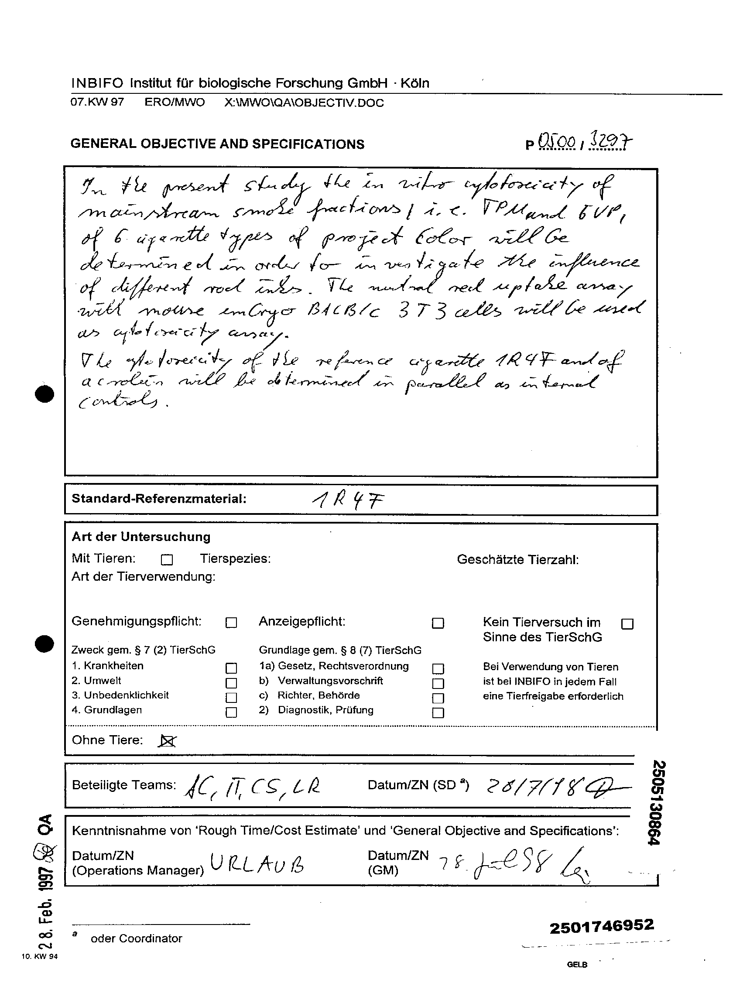 INBIFO Institut für biologische Forschung GmbH · Köln
07.KW 97 ERO/MWO X:\MWO\QA\OBJECTIV.DOC
GENERAL OBJECTIVE AND SPECIFICATIONS P 0500 / 3297
In the present study the in vitro cytotoxicity of
mainstream smoke fractions, i.e. TPM and GVP,
of 6 cigarette types of project Color will be
determined in order to investigate the influence
of different rod inks. The neutral red uptake assay
with mouse embryo BALB/c 3T3 cells will be used
as cytotoxicity assay.
The cytotoxicity of the reference cigarette 1R4F and of
acrolein will be determined in parallel as internal
controls.
Standard-Referenzmaterial: 1R4F
Art der Untersuchung
Mit Tieren: Tierspezies: Geschätzte Tierzahl:
Art der Tierverwendung:
Genehmigungspflicht: Anzeigepflicht: Kein Tierversuch im
Sinne des TierSchG
Zweck gem. § 7 (2) TierSchG Grundlage gem. § 8 (7) TierSchG
1. Krankheiten 1a) Gesetz, Rechtsverordnung Bei Verwendung von Tieren
2. Umwelt b) Verwaltungsvorschrift ist bei INBIFO in jedem Fall
3. Unbedenklichkeit c) Richter, Behörde eine Tierfreigabe erforderlich
4. Grundlagen 2) Diagnostik, Prüfung
Ohne Tiere:
Beteiligte Teams: AC, IT, CS, LR Datum/ZN (SD a) 28/7/98
Kenntnisnahme von 'Rough Time/Cost Estimate' und 'General Objective and Specifications':
Datum/ZN URLAUB Datum/ZN 28. Juli 98
(Operations Manager) (GM)
a oder Coordinator
2501746952
GELB
2505130864
28. Feb. 1997 QA
10. KW 94